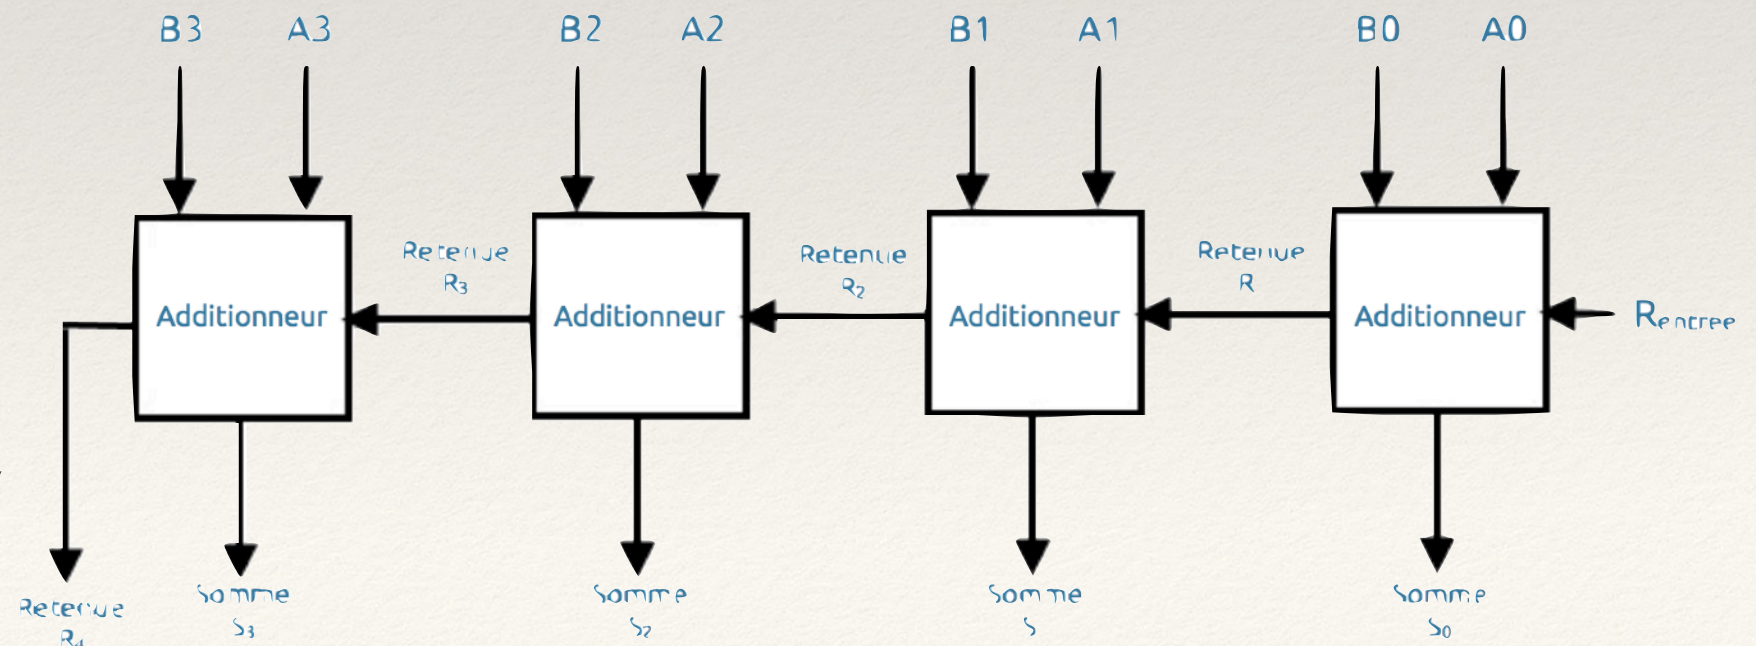 B3 A3 B2 A2 B1 A1 B0 A0
Retenue Retenue Retenue
R3 R2 R
Additionneur Additionneur Additionneur Additionneur Rentree
Somme Somme Somme Somme
Retenue
S3 S2 S S0
R4